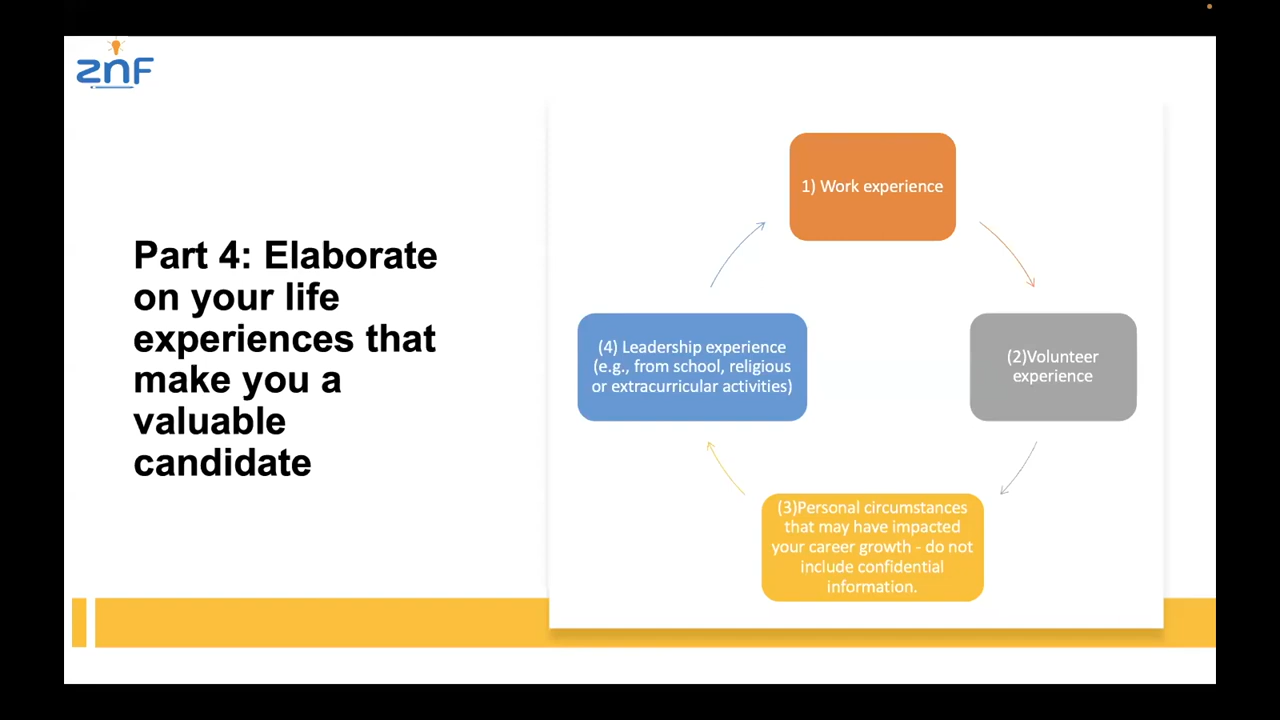 znF
Part 4: Elaborate
on your life
experiences that
make you a
valuable
candidate
1) Work experience
(2)Volunteer
experience
(3)Personal circumstances
that may have impacted
your career growth - do not
include confidential
information.
(4) Leadership experience
(e.g., from school, religious
or extracurricular activities)